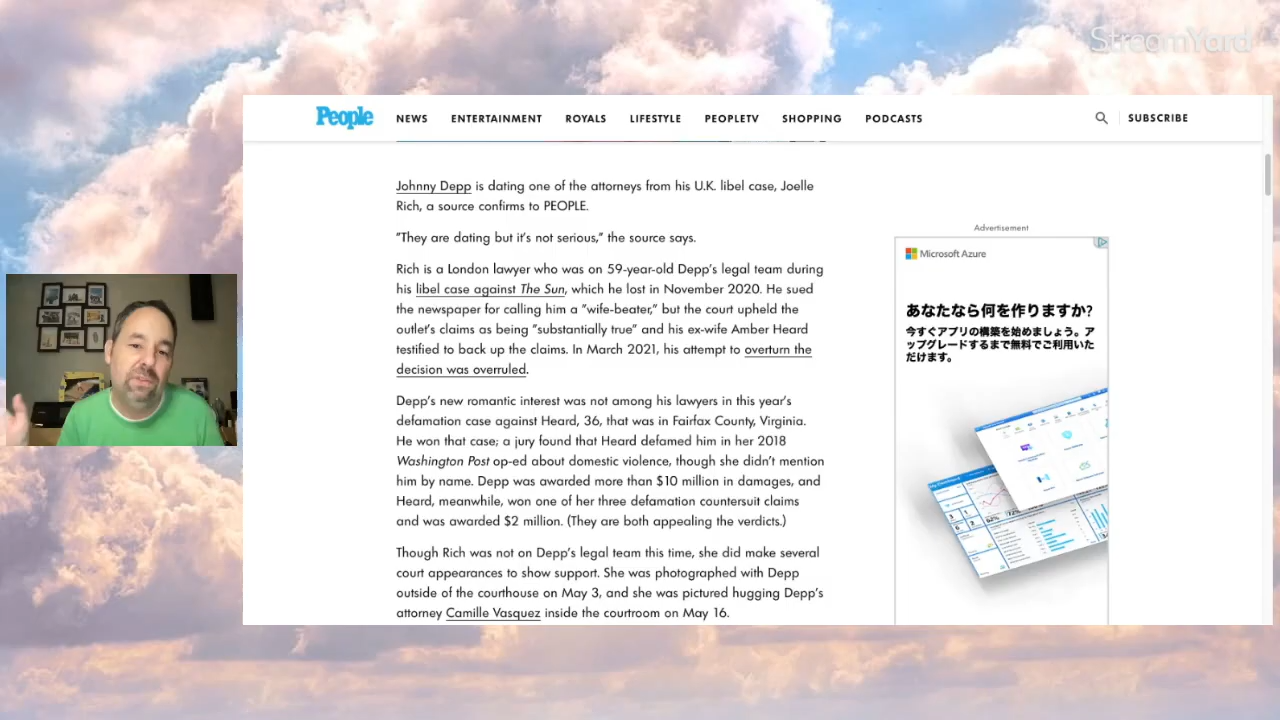 StreamYard
People
NEWS
ENTERTAINMENT
ROYALS
LIFESTYLE
PEOPLETV
SHOPPING
PODCASTS
SUBSCRIBE
Johnny Depp is dating one of the attorneys from his U.K. libel case, Joelle
Rich, a source confirms to PEOPLE.
"They are dating but it's not serious," the source says.
Rich is a London lawyer who was on 59-year-old Depp's legal team during
his libel case against The Sun, which he lost in November 2020. He sued
the newspaper for calling him a "wife-beater," but the court upheld the
outlet's claims as being "substantially true" and his ex-wife Amber Heard
testified to back up the claims. In March 2021, his attempt to overturn the
decision was overruled.
Depp's new romantic interest was not among his lawyers in this year's
defamation case against Heard, 36, that was in Fairfax County, Virginia.
He won that case; a jury found that Heard defamed him in her 2018
Washington Post op-ed about domestic violence, though she didn't mention
him by name. Depp was awarded more than $10 million in damages, and
Heard, meanwhile, won one of her three defamation countersuit claims
and was awarded $2 million. (They are both appealing the verdicts.)
Though Rich was not on Depp's legal team this time, she did make several
court appearances to show support. She was photographed with Depp
outside of the courthouse on May 3, and she was pictured hugging Depp's
attorney Camille Vasquez inside the courtroom on May 16.
Advertisement
Microsoft Azure
あなたなら何を作りますか?
今すぐアプリの構築を始めましょう。ア
ップグレードするまで無料でご利用いた
だけます。